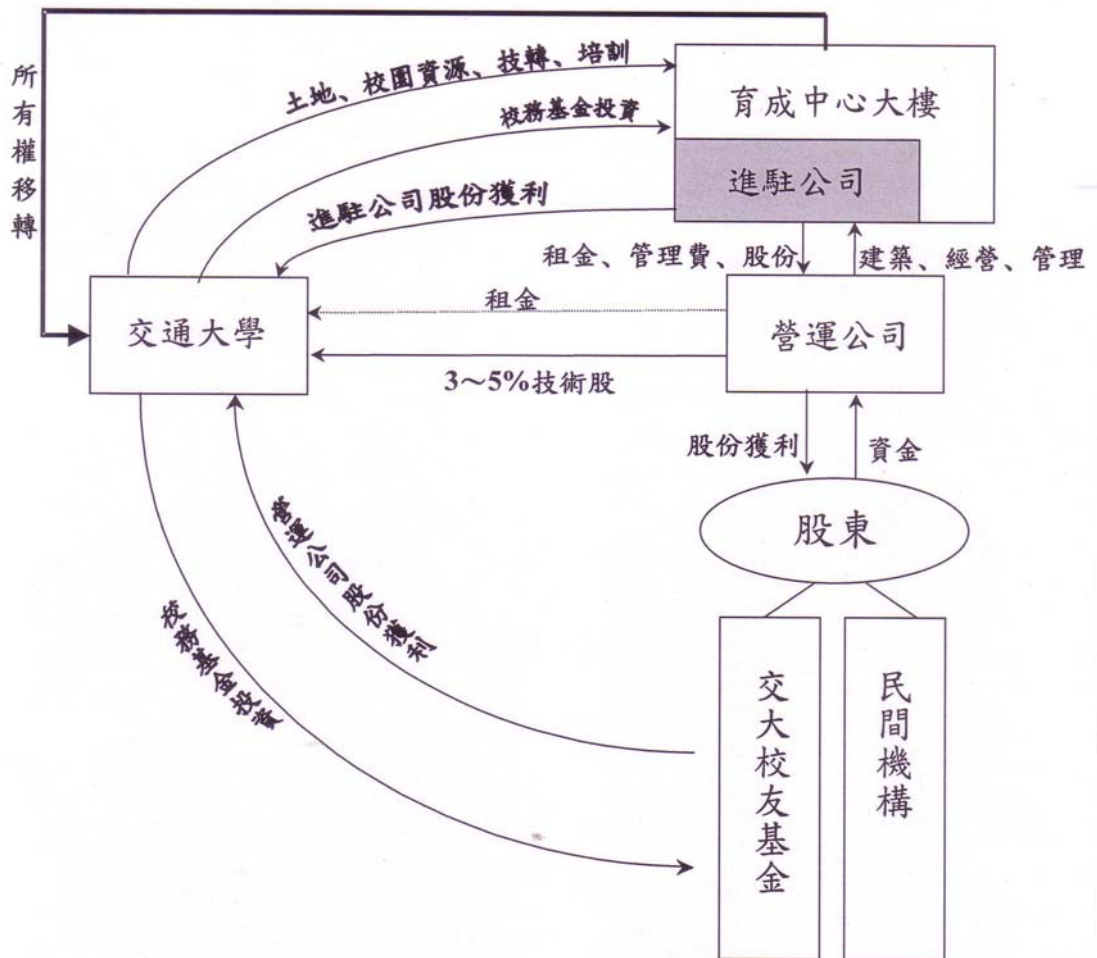 所有權移轉
土地、校園資源、技轉、培訓
校務基金投資
進駐公司股份獲利
育成中心大樓
進駐公司
租金、管理費、股份
建築、經營、管理
交通大學
租金
3～5%技術股
營運公司
股份獲利
資金
股東
營運公司股份獲利
校務基金投資
交大校友基金
民間機構